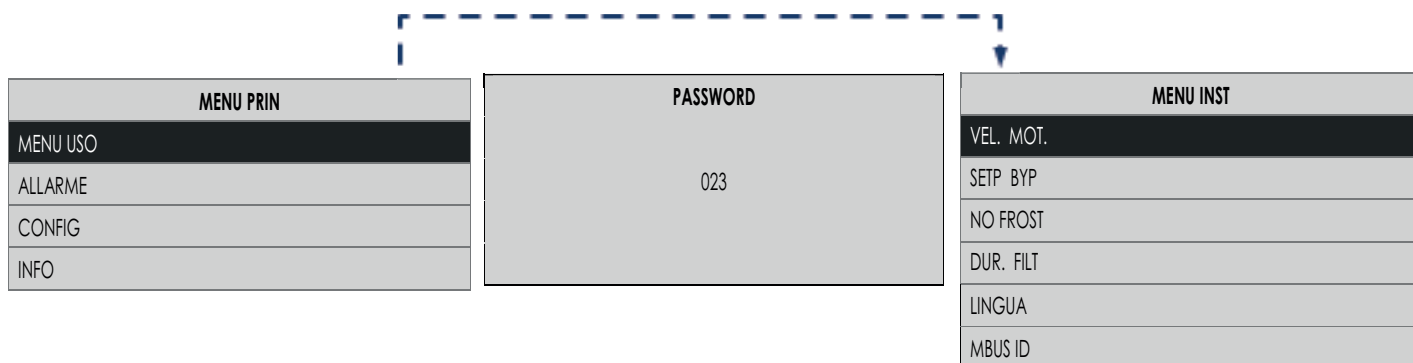 MENU PRIN
MENU USO
ALLARME
CONFIG
INFO
PASSWORD
023
MENU INST
VEL. MOT.
SETP BYP
NO FROST
DUR. FILT
LINGUA
MBUS ID